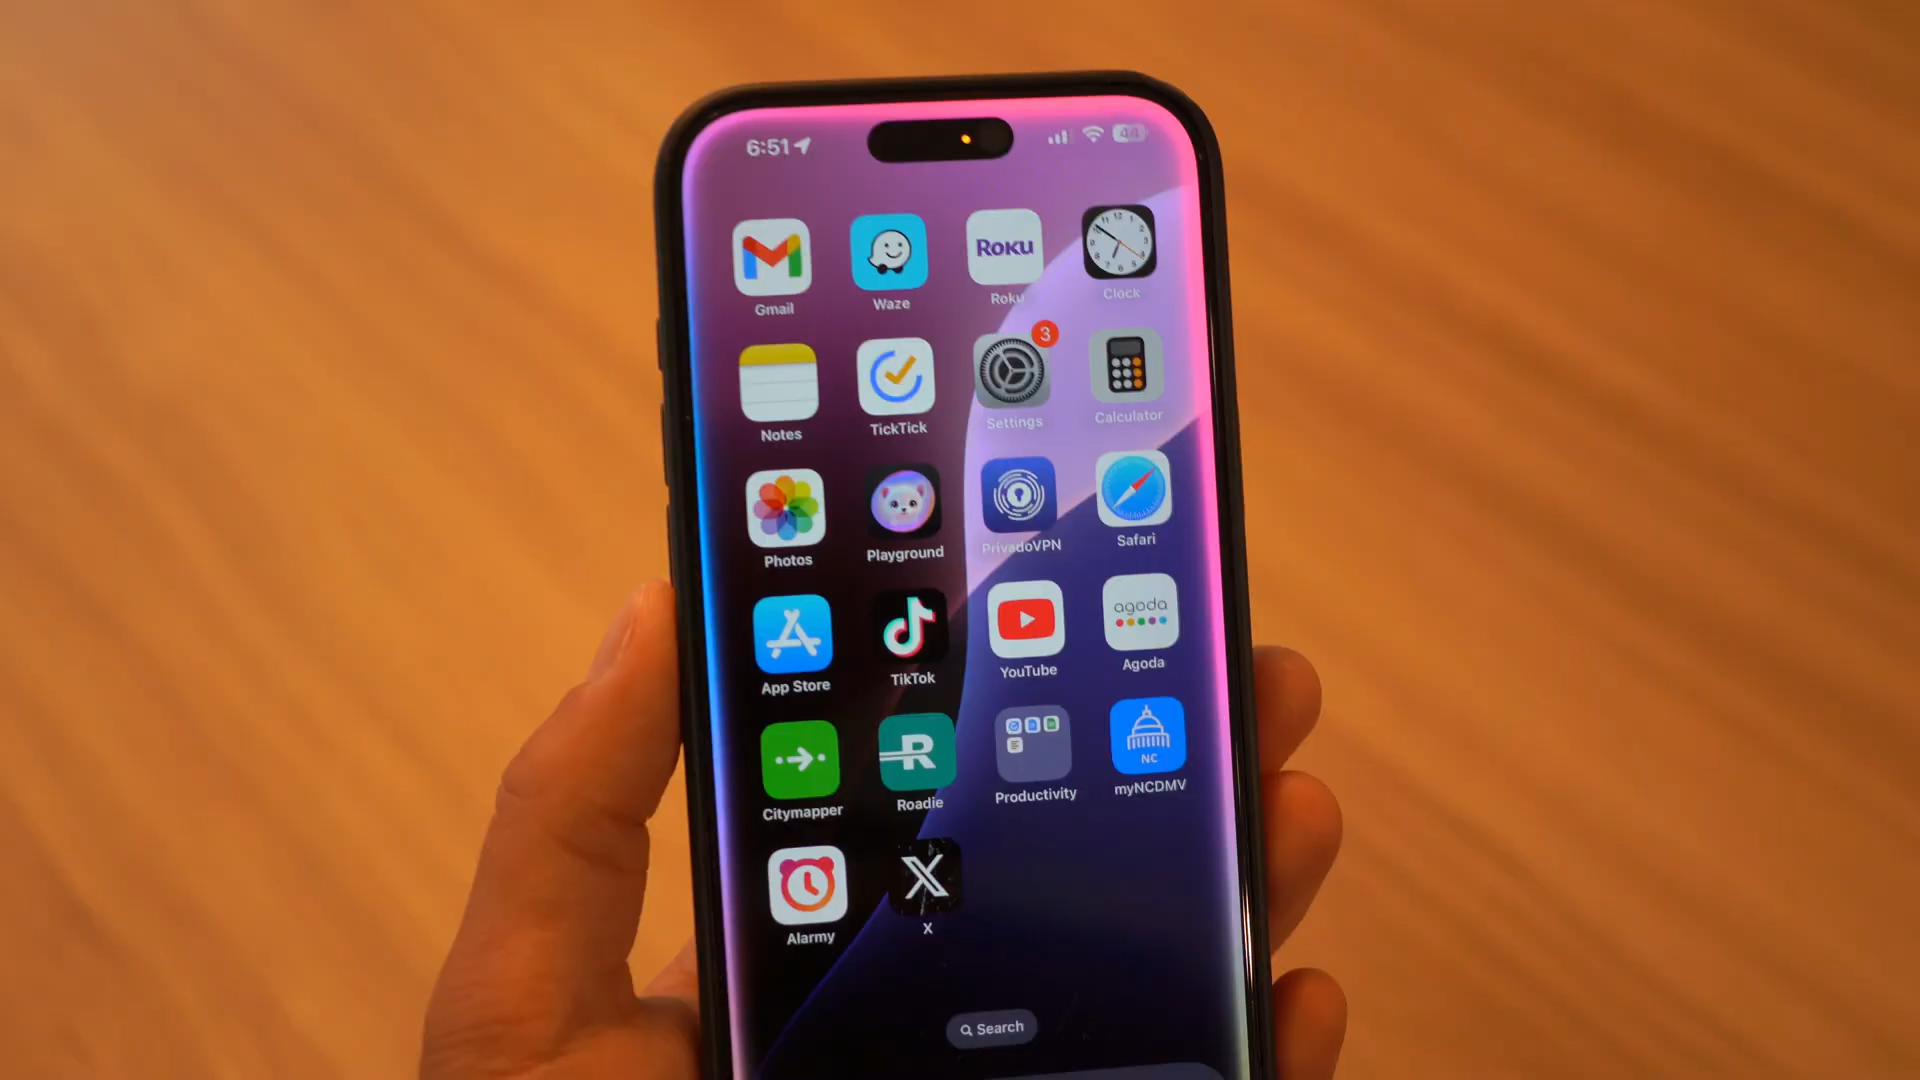 6:51
44
Roku
Gmail
Waze
Roku
Clock
3
Notes
TickTick
Settings
Calculator
Photos
Playground
PrivadoVPN
Safari
agoda
App Store
TikTok
YouTube
Agoda
R
NC
Citymapper
Roadie
Productivity
myNCDMV
X
Alarmy
X
Search